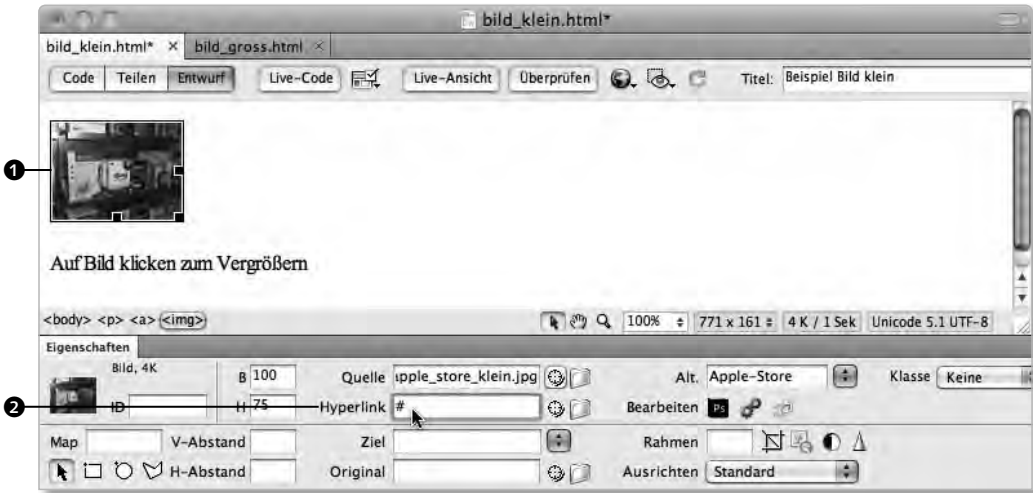 bild_klein.html*
bild_klein.html* × bild_gross.html ×
Code Teilen Entwurf Live-Code Live-Ansicht Überprüfen Titel: Beispiel Bild klein
1
Auf Bild klicken zum Vergrößern
<body> <p> <a> <img> 100% 771 x 161 4 K / 1 Sek Unicode 5.1 UTF-8
Eigenschaften
Bild, 4K B 100 Quelle apple_store_klein.jpg Alt. Apple-Store Klasse Keine
2 ID H 75 Hyperlink # Bearbeiten Ps
Map V-Abstand Ziel Rahmen
H-Abstand Original Ausrichten Standard